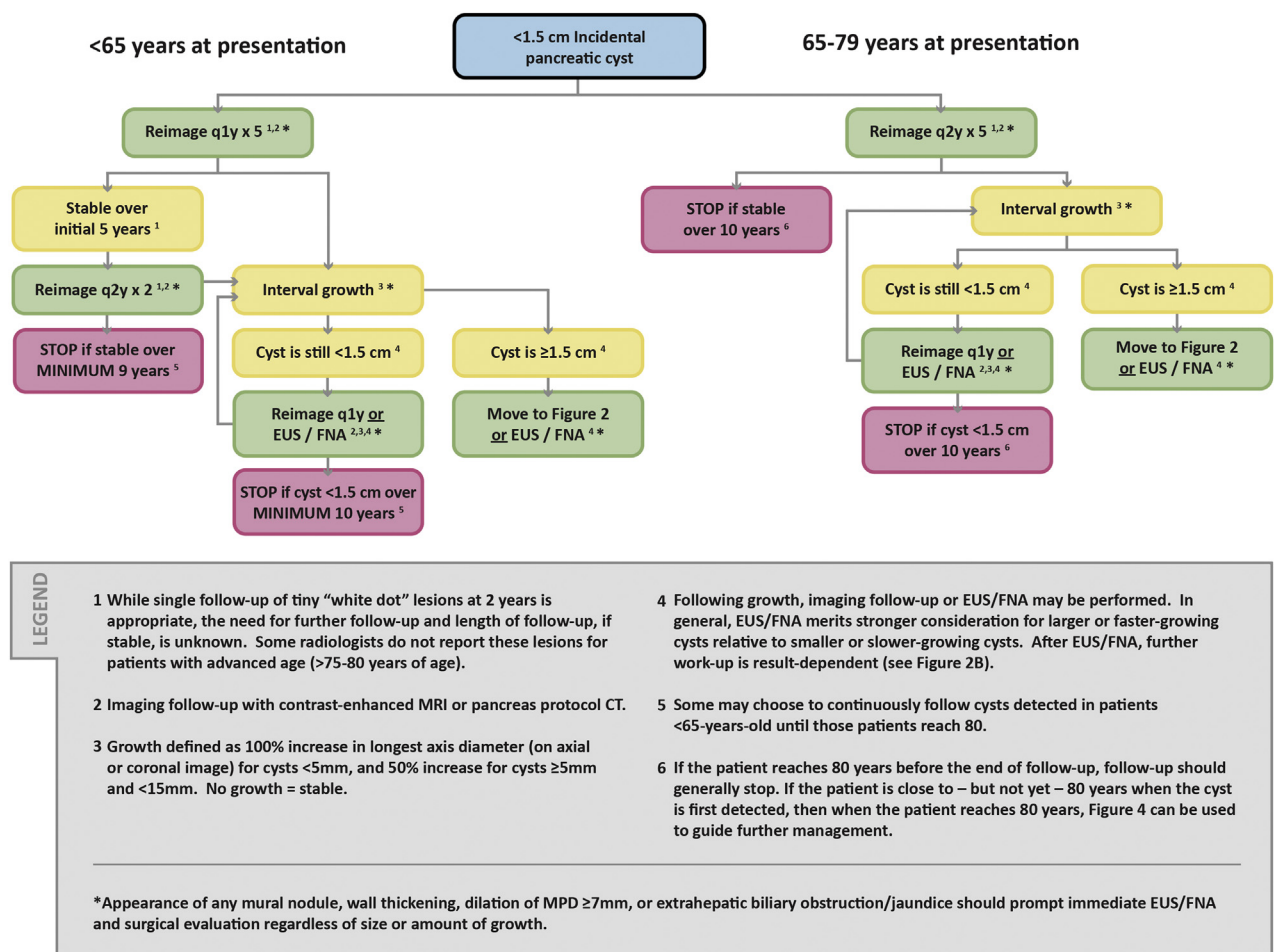 <65 years at presentation
<1.5 cm Incidental
pancreatic cyst
65-79 years at presentation
Reimage q1y x 5 1,2 *
Reimage q2y x 5 1,2 *
Stable over
initial 5 years 1
STOP if stable
over 10 years 6
Interval growth 3 *
Reimage q2y x 2 1,2 *
Interval growth 3 *
Cyst is still <1.5 cm 4
Cyst is ≥1.5 cm 4
STOP if stable over
MINIMUM 9 years 5
Cyst is still <1.5 cm 4
Cyst is ≥1.5 cm 4
Reimage q1y or
EUS / FNA 2,3,4 *
Move to Figure 2
or EUS / FNA 4 *
Reimage q1y or
EUS / FNA 2,3,4 *
Move to Figure 2
or EUS / FNA 4 *
STOP if cyst <1.5 cm
over 10 years 6
STOP if cyst <1.5 cm over
MINIMUM 10 years 5
LEGEND
1 While single follow-up of tiny “white dot” lesions at 2 years is
appropriate, the need for further follow-up and length of follow-up, if
stable, is unknown. Some radiologists do not report these lesions for
patients with advanced age (>75-80 years of age).
2 Imaging follow-up with contrast-enhanced MRI or pancreas protocol CT.
3 Growth defined as 100% increase in longest axis diameter (on axial
or coronal image) for cysts <5mm, and 50% increase for cysts ≥5mm
and <15mm. No growth = stable.
4 Following growth, imaging follow-up or EUS/FNA may be performed. In
general, EUS/FNA merits stronger consideration for larger or faster-growing
cysts relative to smaller or slower-growing cysts. After EUS/FNA, further
work-up is result-dependent (see Figure 2B).
5 Some may choose to continuously follow cysts detected in patients
<65-years-old until those patients reach 80.
6 If the patient reaches 80 years before the end of follow-up, follow-up should
generally stop. If the patient is close to – but not yet – 80 years when the cyst
is first detected, then when the patient reaches 80 years, Figure 4 can be used
to guide further management.
*Appearance of any mural nodule, wall thickening, dilation of MPD ≥7mm, or extrahepatic biliary obstruction/jaundice should prompt immediate EUS/FNA
and surgical evaluation regardless of size or amount of growth.